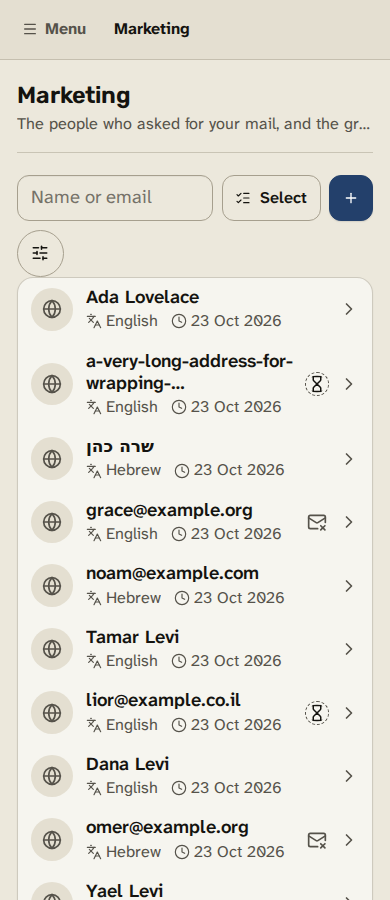 Menu Marketing
Marketing
The people who asked for your mail, and the gr...
Name or email Select
Ada Lovelace
English 23 Oct 2026
a-very-long-address-for-
wrapping-...
English 23 Oct 2026
שרה כהן
Hebrew 23 Oct 2026
grace@example.org
English 23 Oct 2026
noam@example.com
Hebrew 23 Oct 2026
Tamar Levi
English 23 Oct 2026
lior@example.co.il
English 23 Oct 2026
Dana Levi
English 23 Oct 2026
omer@example.org
Hebrew 23 Oct 2026
Yael Levi